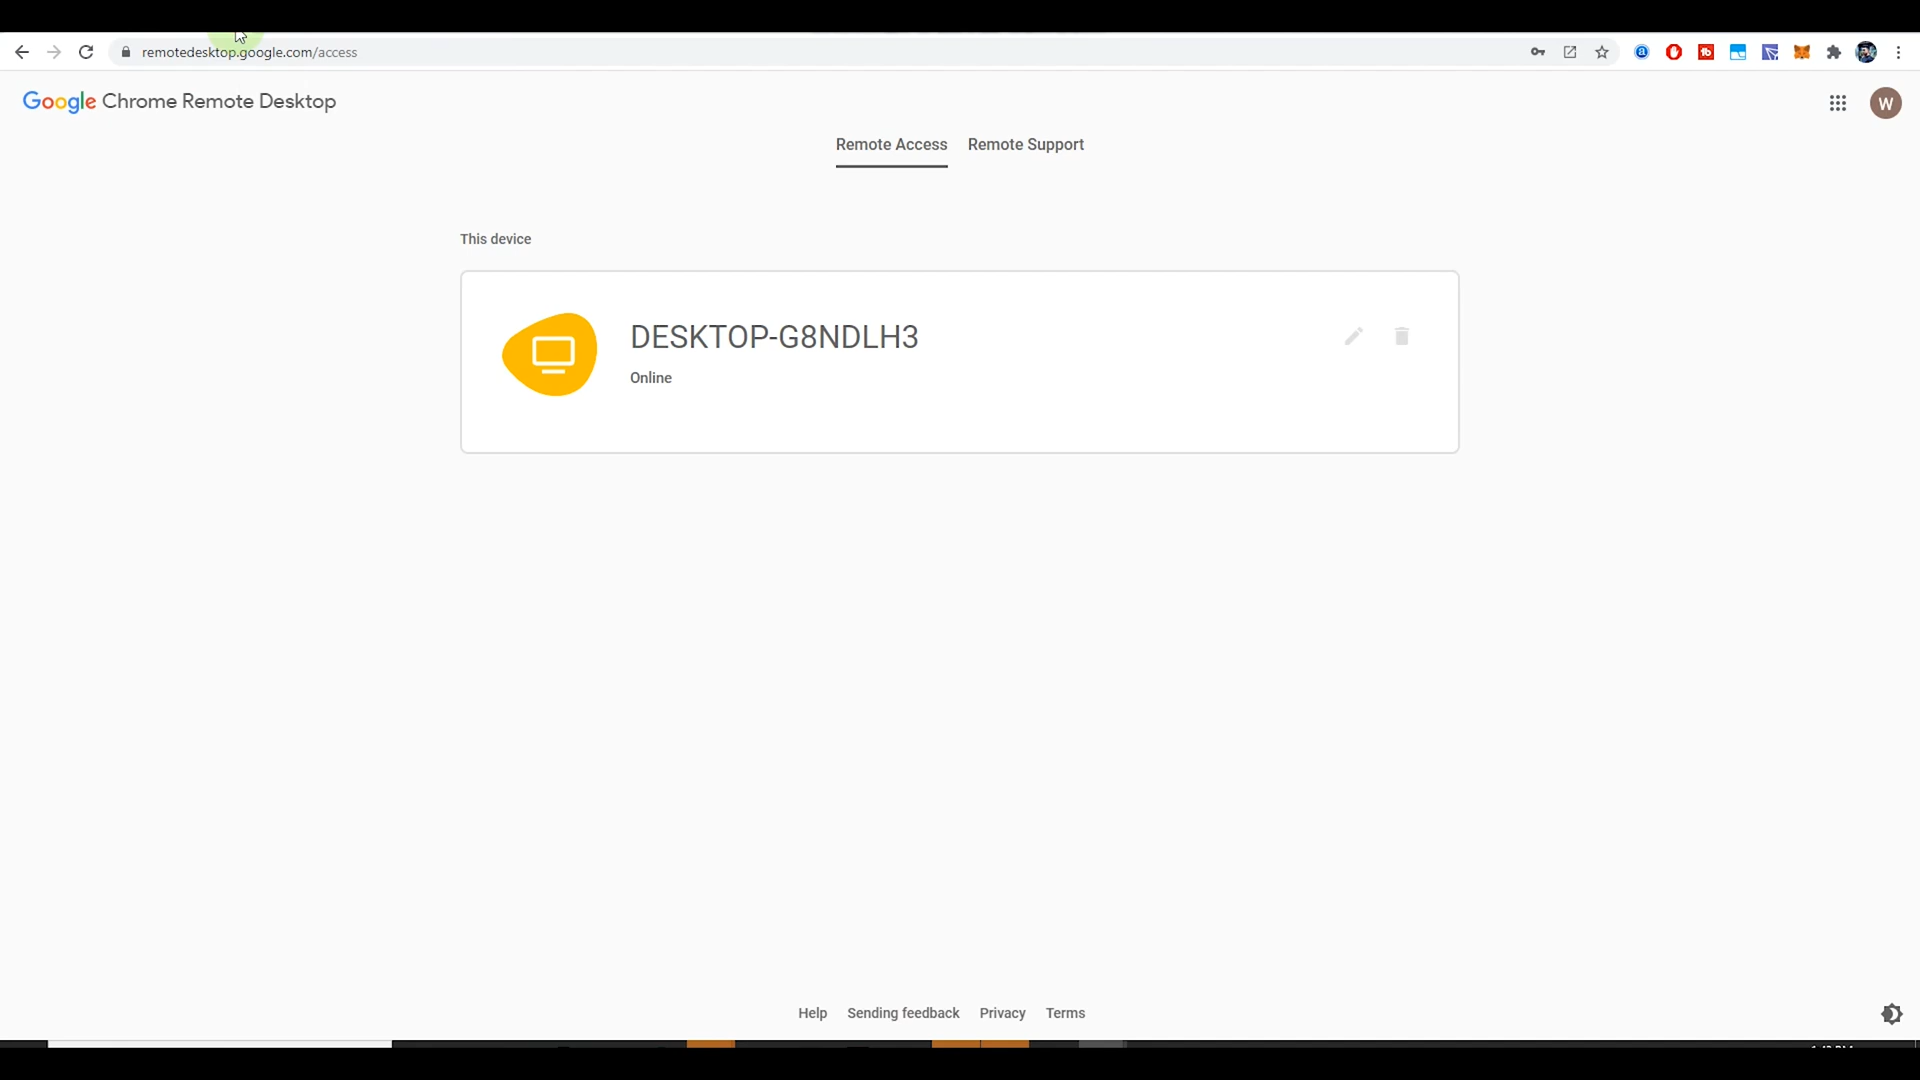 remotedesktop.google.com/access
Google Chrome Remote Desktop
W
Remote Access Remote Support
This device
DESKTOP-G8NDLH3
Online
Help Sending feedback Privacy Terms